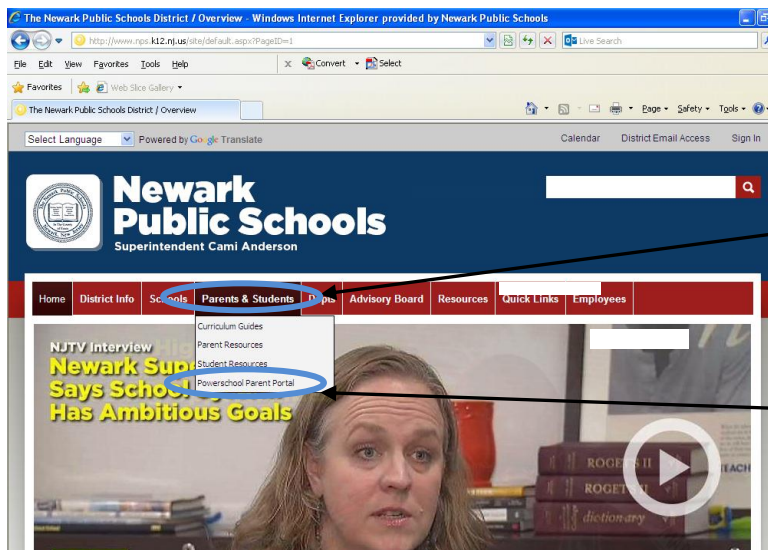 The Newark Public Schools District / Overview - Windows Internet Explorer provided by Newark Public Schools
http://www.nps.k12.nj.us/site/default.aspx?PageID=1
Live Search
File Edit View Favorites Tools Help
x Convert Select
Favorites Web Slice Gallery
The Newark Public Schools District / Overview
Page Safety Tools
Select Language Powered by Google Translate
Calendar District Email Access Sign In
Newark
Public Schools
Superintendent Cami Anderson
Home District Info Schools Parents & Students Depts Advisory Board Resources Quick Links Employees
Curriculum Guides
Parent Resources
Student Resources
Powerschool Parent Portal
NJTV Interview
Newark
Says School
Has Ambitious Goals
ROGET'S II
ROGET'S
dictionary